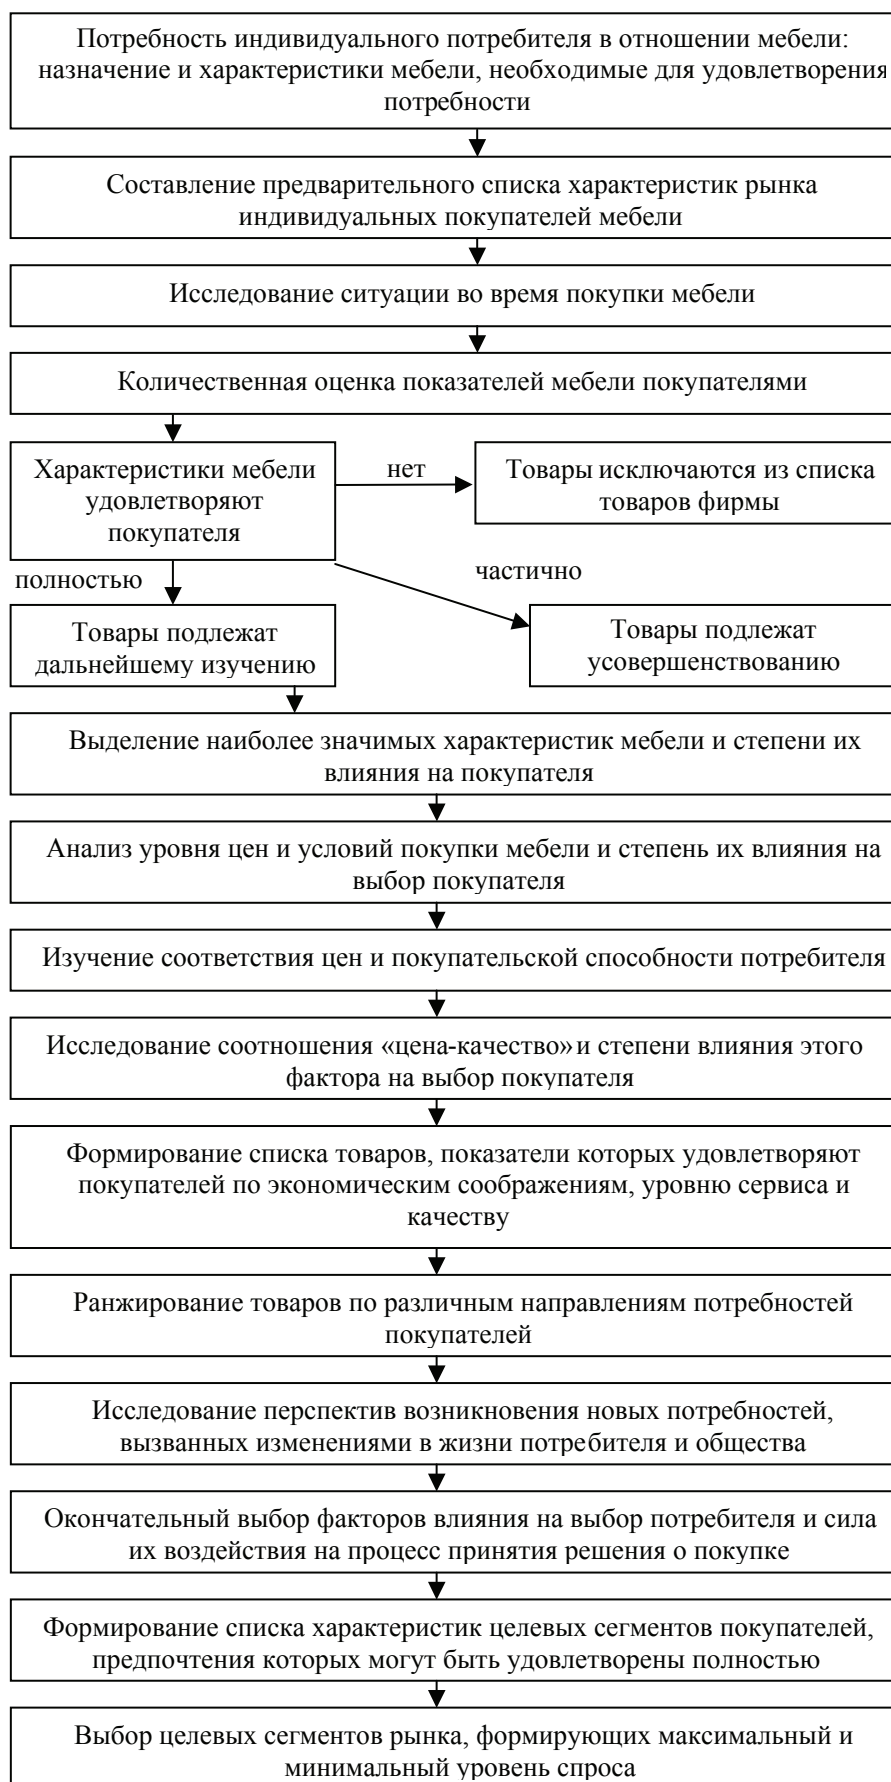 Потребность индивидуального потребителя в отношении мебели:
назначение и характеристики мебели, необходимые для удовлетворения
потребности
Составление предварительного списка характеристик рынка
индивидуальных покупателей мебели
Исследование ситуации во время покупки мебели
Количественная оценка показателей мебели покупателями
Характеристики мебели
удовлетворяют
покупателя
нет
Товары исключаются из списка
товаров фирмы
полностью
частично
Товары подлежат
дальнейшему изучению
Товары подлежат
усовершенствованию
Выделение наиболее значимых характеристик мебели и степени их
влияния на покупателя
Анализ уровня цен и условий покупки мебели и степень их влияния на
выбор покупателя
Изучение соответствия цен и покупательской способности потребителя
Исследование соотношения «цена-качество» и степени влияния этого
фактора на выбор покупателя
Формирование списка товаров, показатели которых удовлетворяют
покупателей по экономическим соображениям, уровню сервиса и
качеству
Ранжирование товаров по различным направлениям потребностей
покупателей
Исследование перспектив возникновения новых потребностей,
вызванных изменениями в жизни потребителя и общества
Окончательный выбор факторов влияния на выбор потребителя и сила
их воздействия на процесс принятия решения о покупке
Формирование списка характеристик целевых сегментов покупателей,
предпочтения которых могут быть удовлетворены полностью
Выбор целевых сегментов рынка, формирующих максимальный и
минимальный уровень спроса